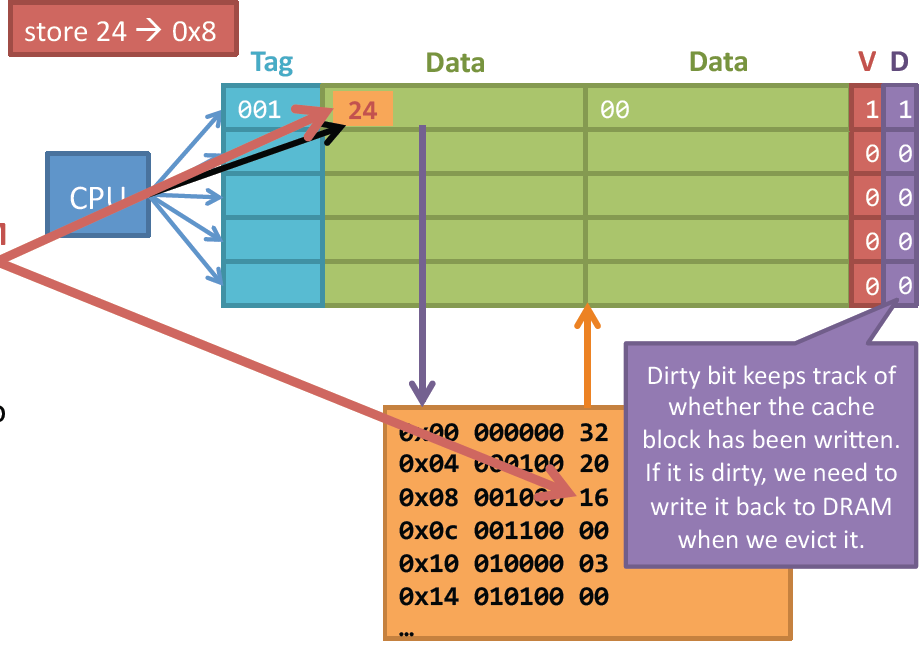 store 24 → 0x8
Tag Data Data V D
001 24 00 1 1
0 0
CPU 0 0
0 0
0 0
Dirty bit keeps track of
whether the cache
block has been written.
If it is dirty, we need to
write it back to DRAM
when we evict it.
0x00 000000 32
0x04 000100 20
0x08 001000 16
0x0c 001100 00
0x10 010000 03
0x14 010100 00
…